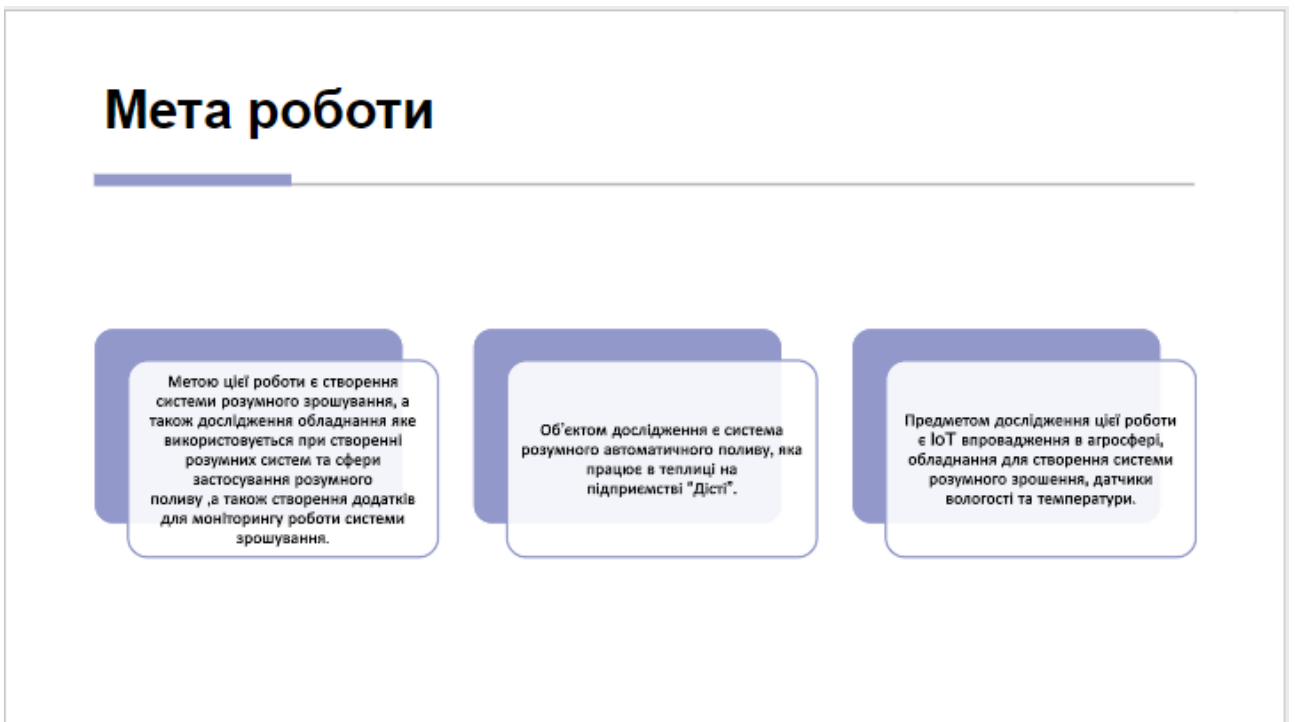 Мета роботи
Метою цієї роботи є створення
системи розумного зрошування, а
також дослідження обладнання яке
використовується при створенні
розумних систем та сфери
застосування розумного
поливу ,а також створення додатків
для моніторингу роботи системи
зрошування.
Об’єктом дослідження є система
розумного автоматичного поливу, яка
працює в теплиці на
підприємстві "Дісті".
Предметом дослідження цієї роботи
є ІоТ впровадження в агросфері,
обладнання для створення системи
розумного зрошення, датчики
вологості та температури.